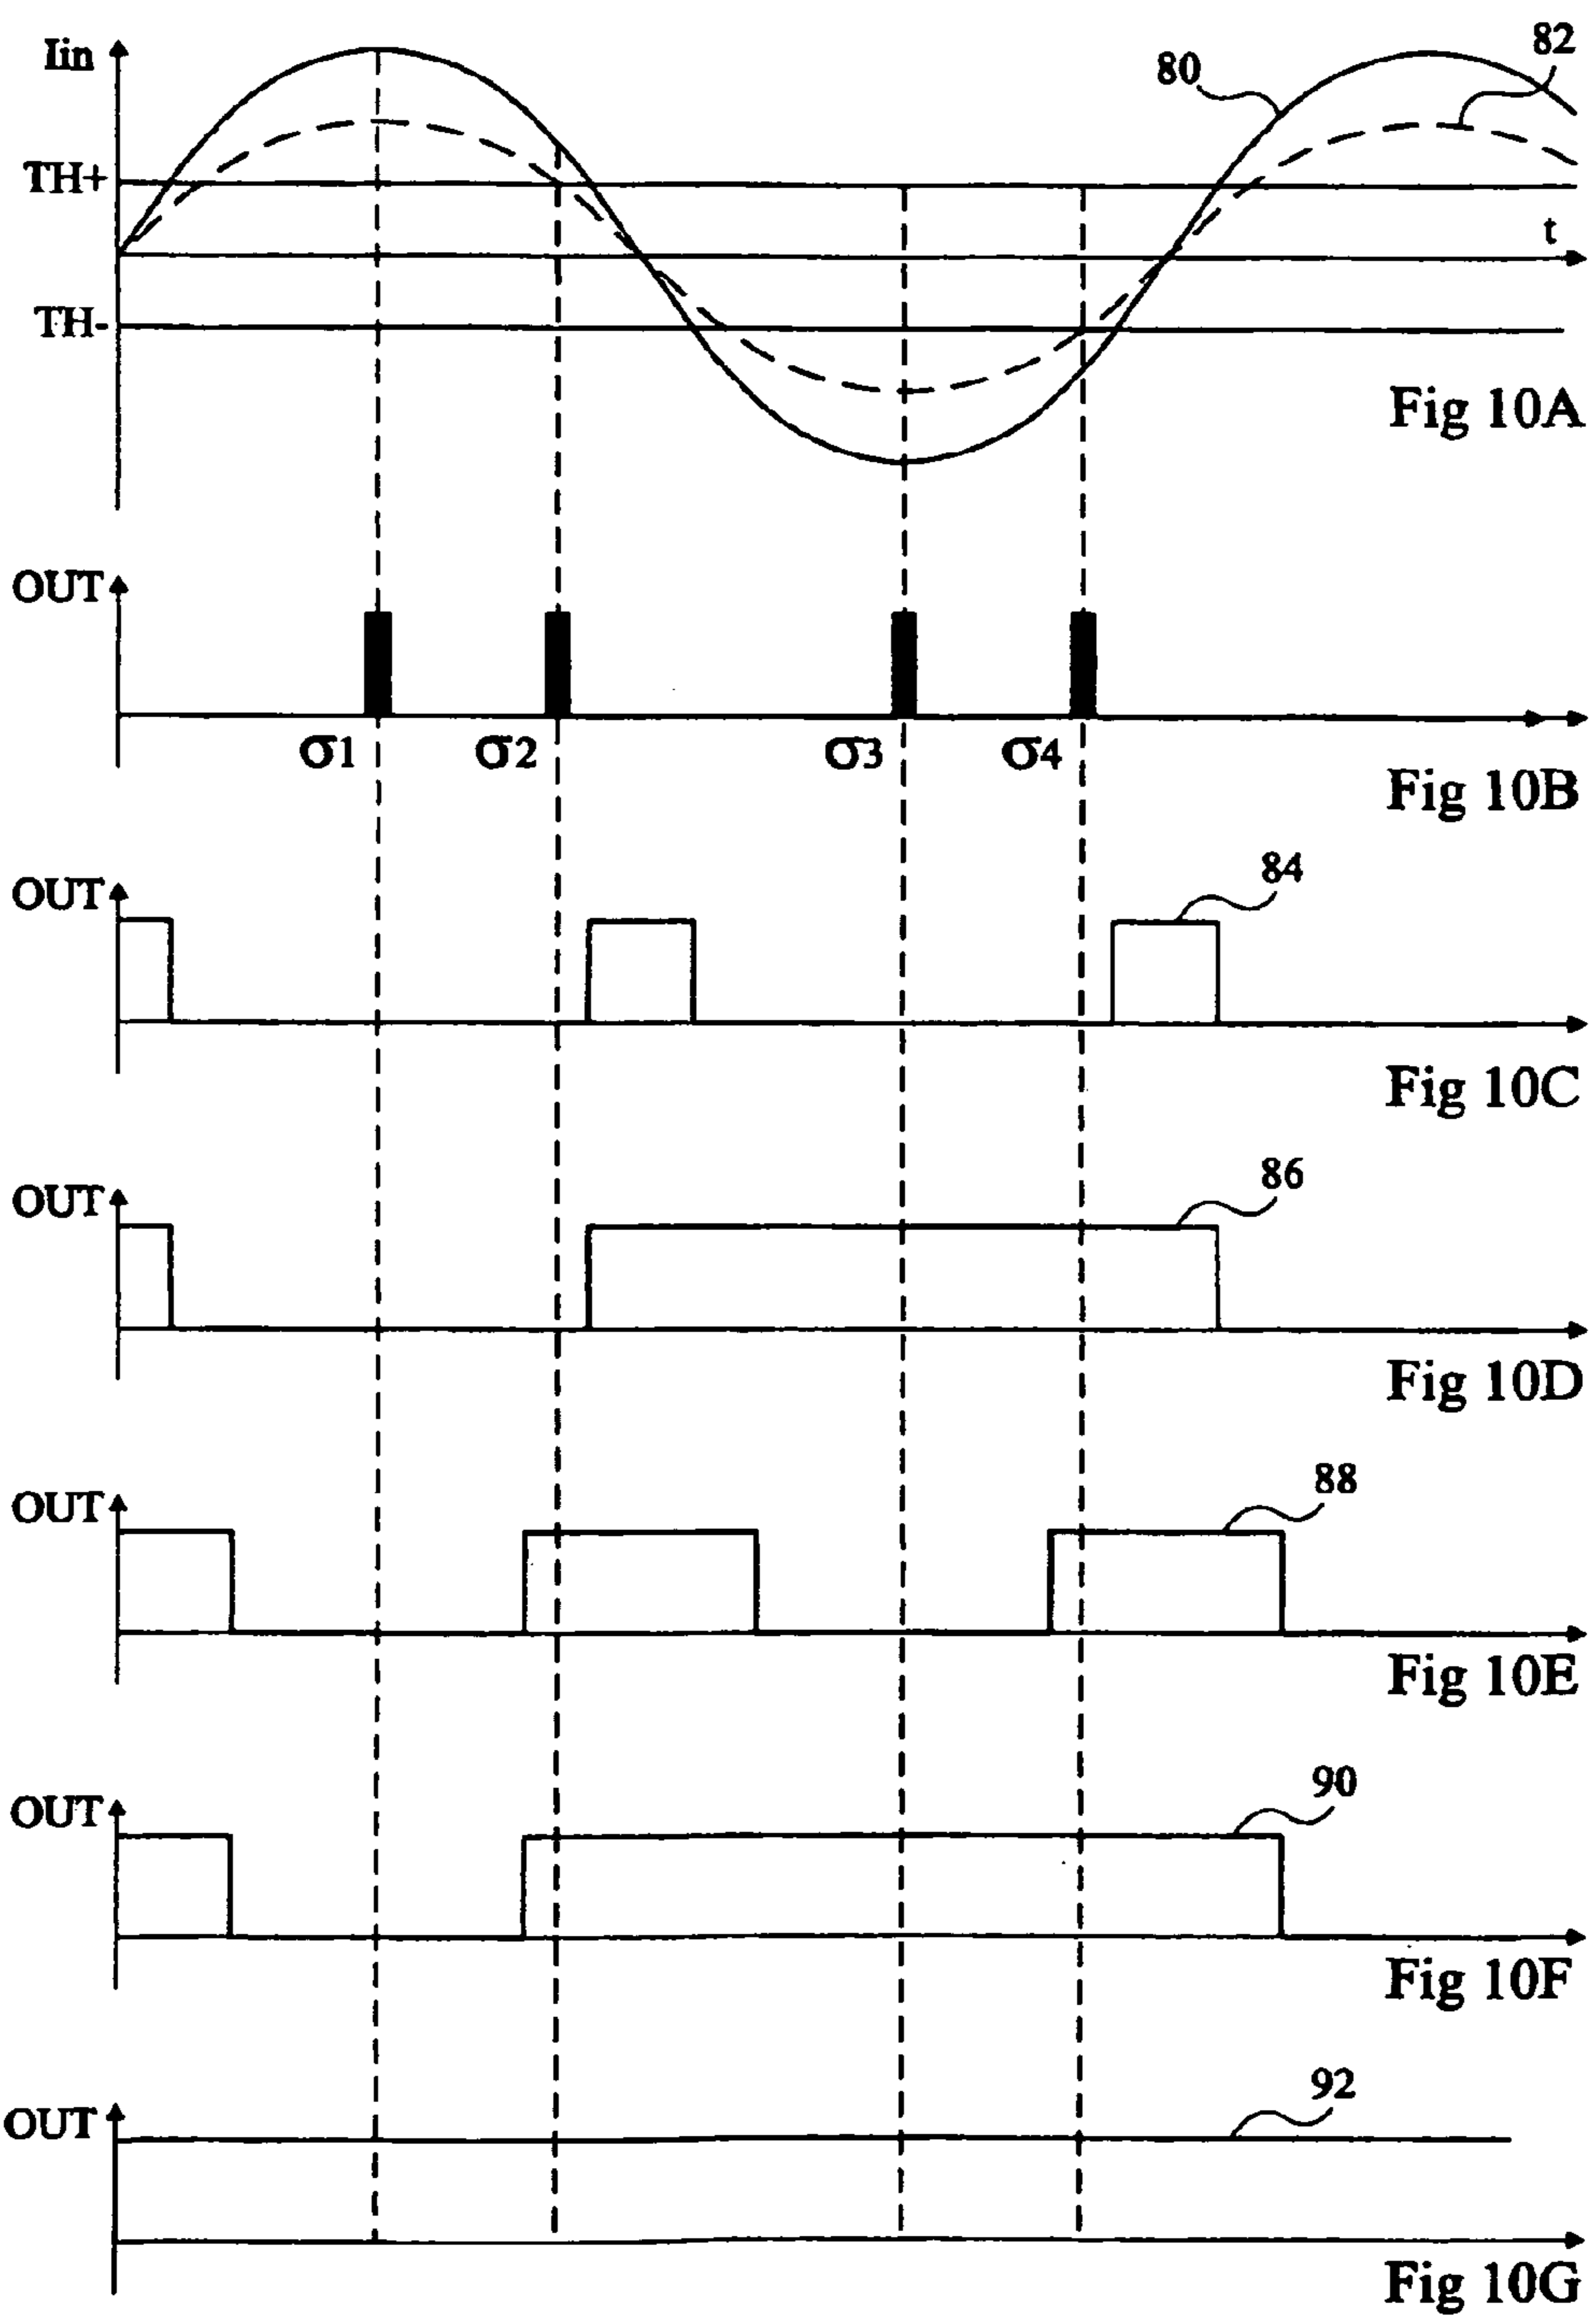 Iin
80
82
TH+
t
TH-
Fig 10A
OUT
σ1 σ2 σ3 σ4
Fig 10B
OUT
84
Fig 10C
OUT
86
Fig 10D
OUT
88
Fig 10E
OUT
90
Fig 10F
OUT
92
Fig 10G